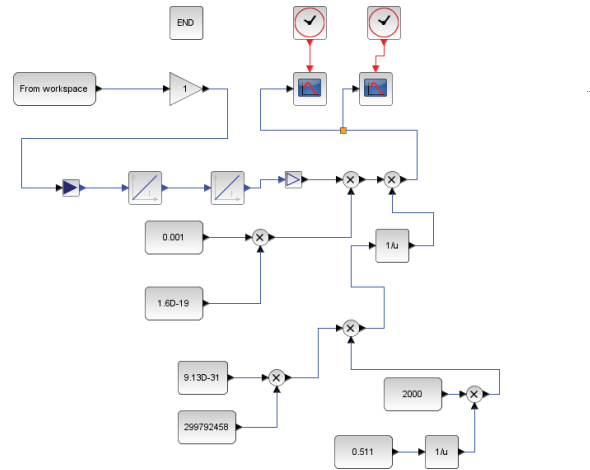 END
From workspace
1
0.001
1/u
1.6D-19
9.13D-31
2000
299792458
0.511
1/u